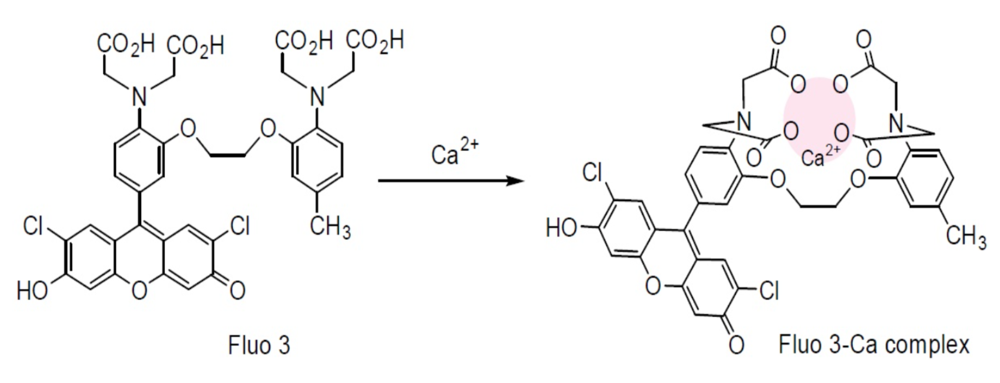 CO₂H CO₂H CO₂H CO₂H
N N
O O
Cl Cl CH₃
HO O O
Fluo 3
Ca²⁺
O O
O O
N N
O O
O Ca²⁺ O
Cl O O
HO CH₃
O Cl
O
Fluo 3-Ca complex